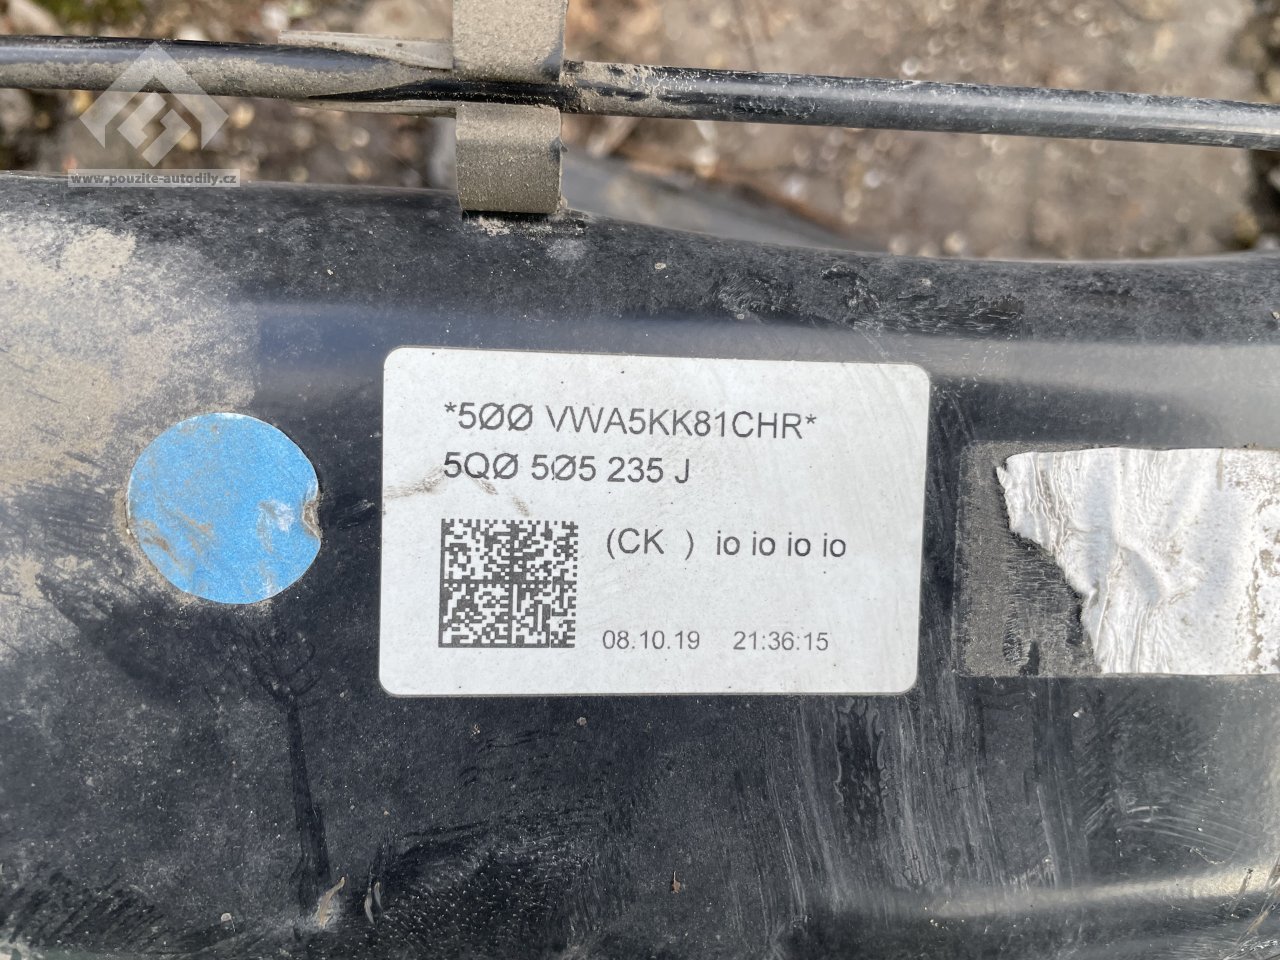 www.pouzite-autodily.cz
*5ØØ VWA5KK81CHR*
5QØ 5Ø5 235 J
(CK ) io io io io
08.10.19 21:36:15